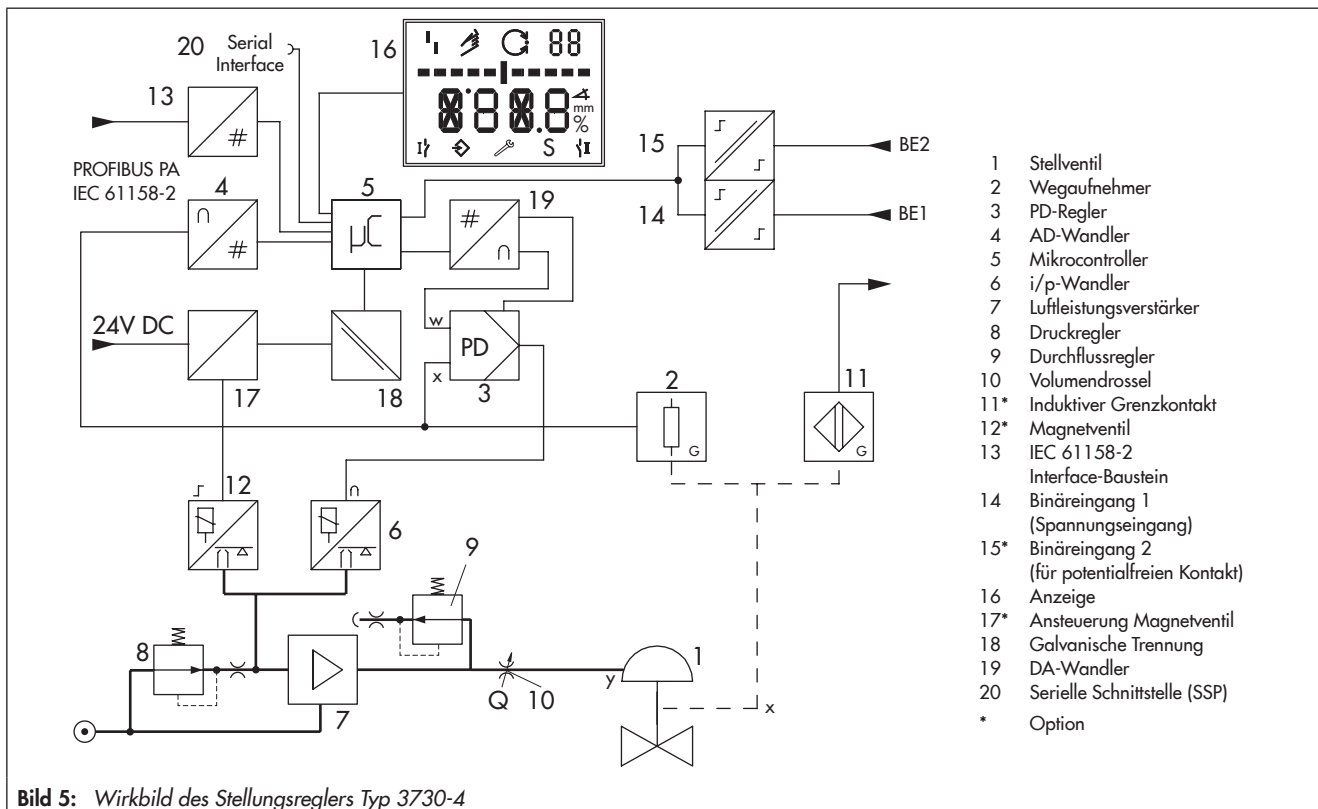 20 Serial
Interface
16
88
8.8 8.8
mm
%
S
13
PROFIBUS PA
IEC 61158-2
4
#
#
5
µC
19
#
15
BE2
14
BE1
24V DC
17
18
w
PD
x
3
2
G
11
G
12
6
9
8
7
Q
10
y
1
x
1 Stellventil
2 Wegaufnehmer
3 PD-Regler
4 AD-Wandler
5 Mikrocontroller
6 i/p-Wandler
7 Luftleistungsverstärker
8 Druckregler
9 Durchflussregler
10 Volumendrossel
11* Induktiver Grenzkontakt
12* Magnetventil
13 IEC 61158-2
Interface-Baustein
14 Binäreingang 1
(Spannungseingang)
15* Binäreingang 2
(für potentialfreien Kontakt)
16 Anzeige
17* Ansteuerung Magnetventil
18 Galvanische Trennung
19 DA-Wandler
20 Serielle Schnittstelle (SSP)
* Option
Bild 5: Wirkbild des Stellungsreglers Typ 3730-4